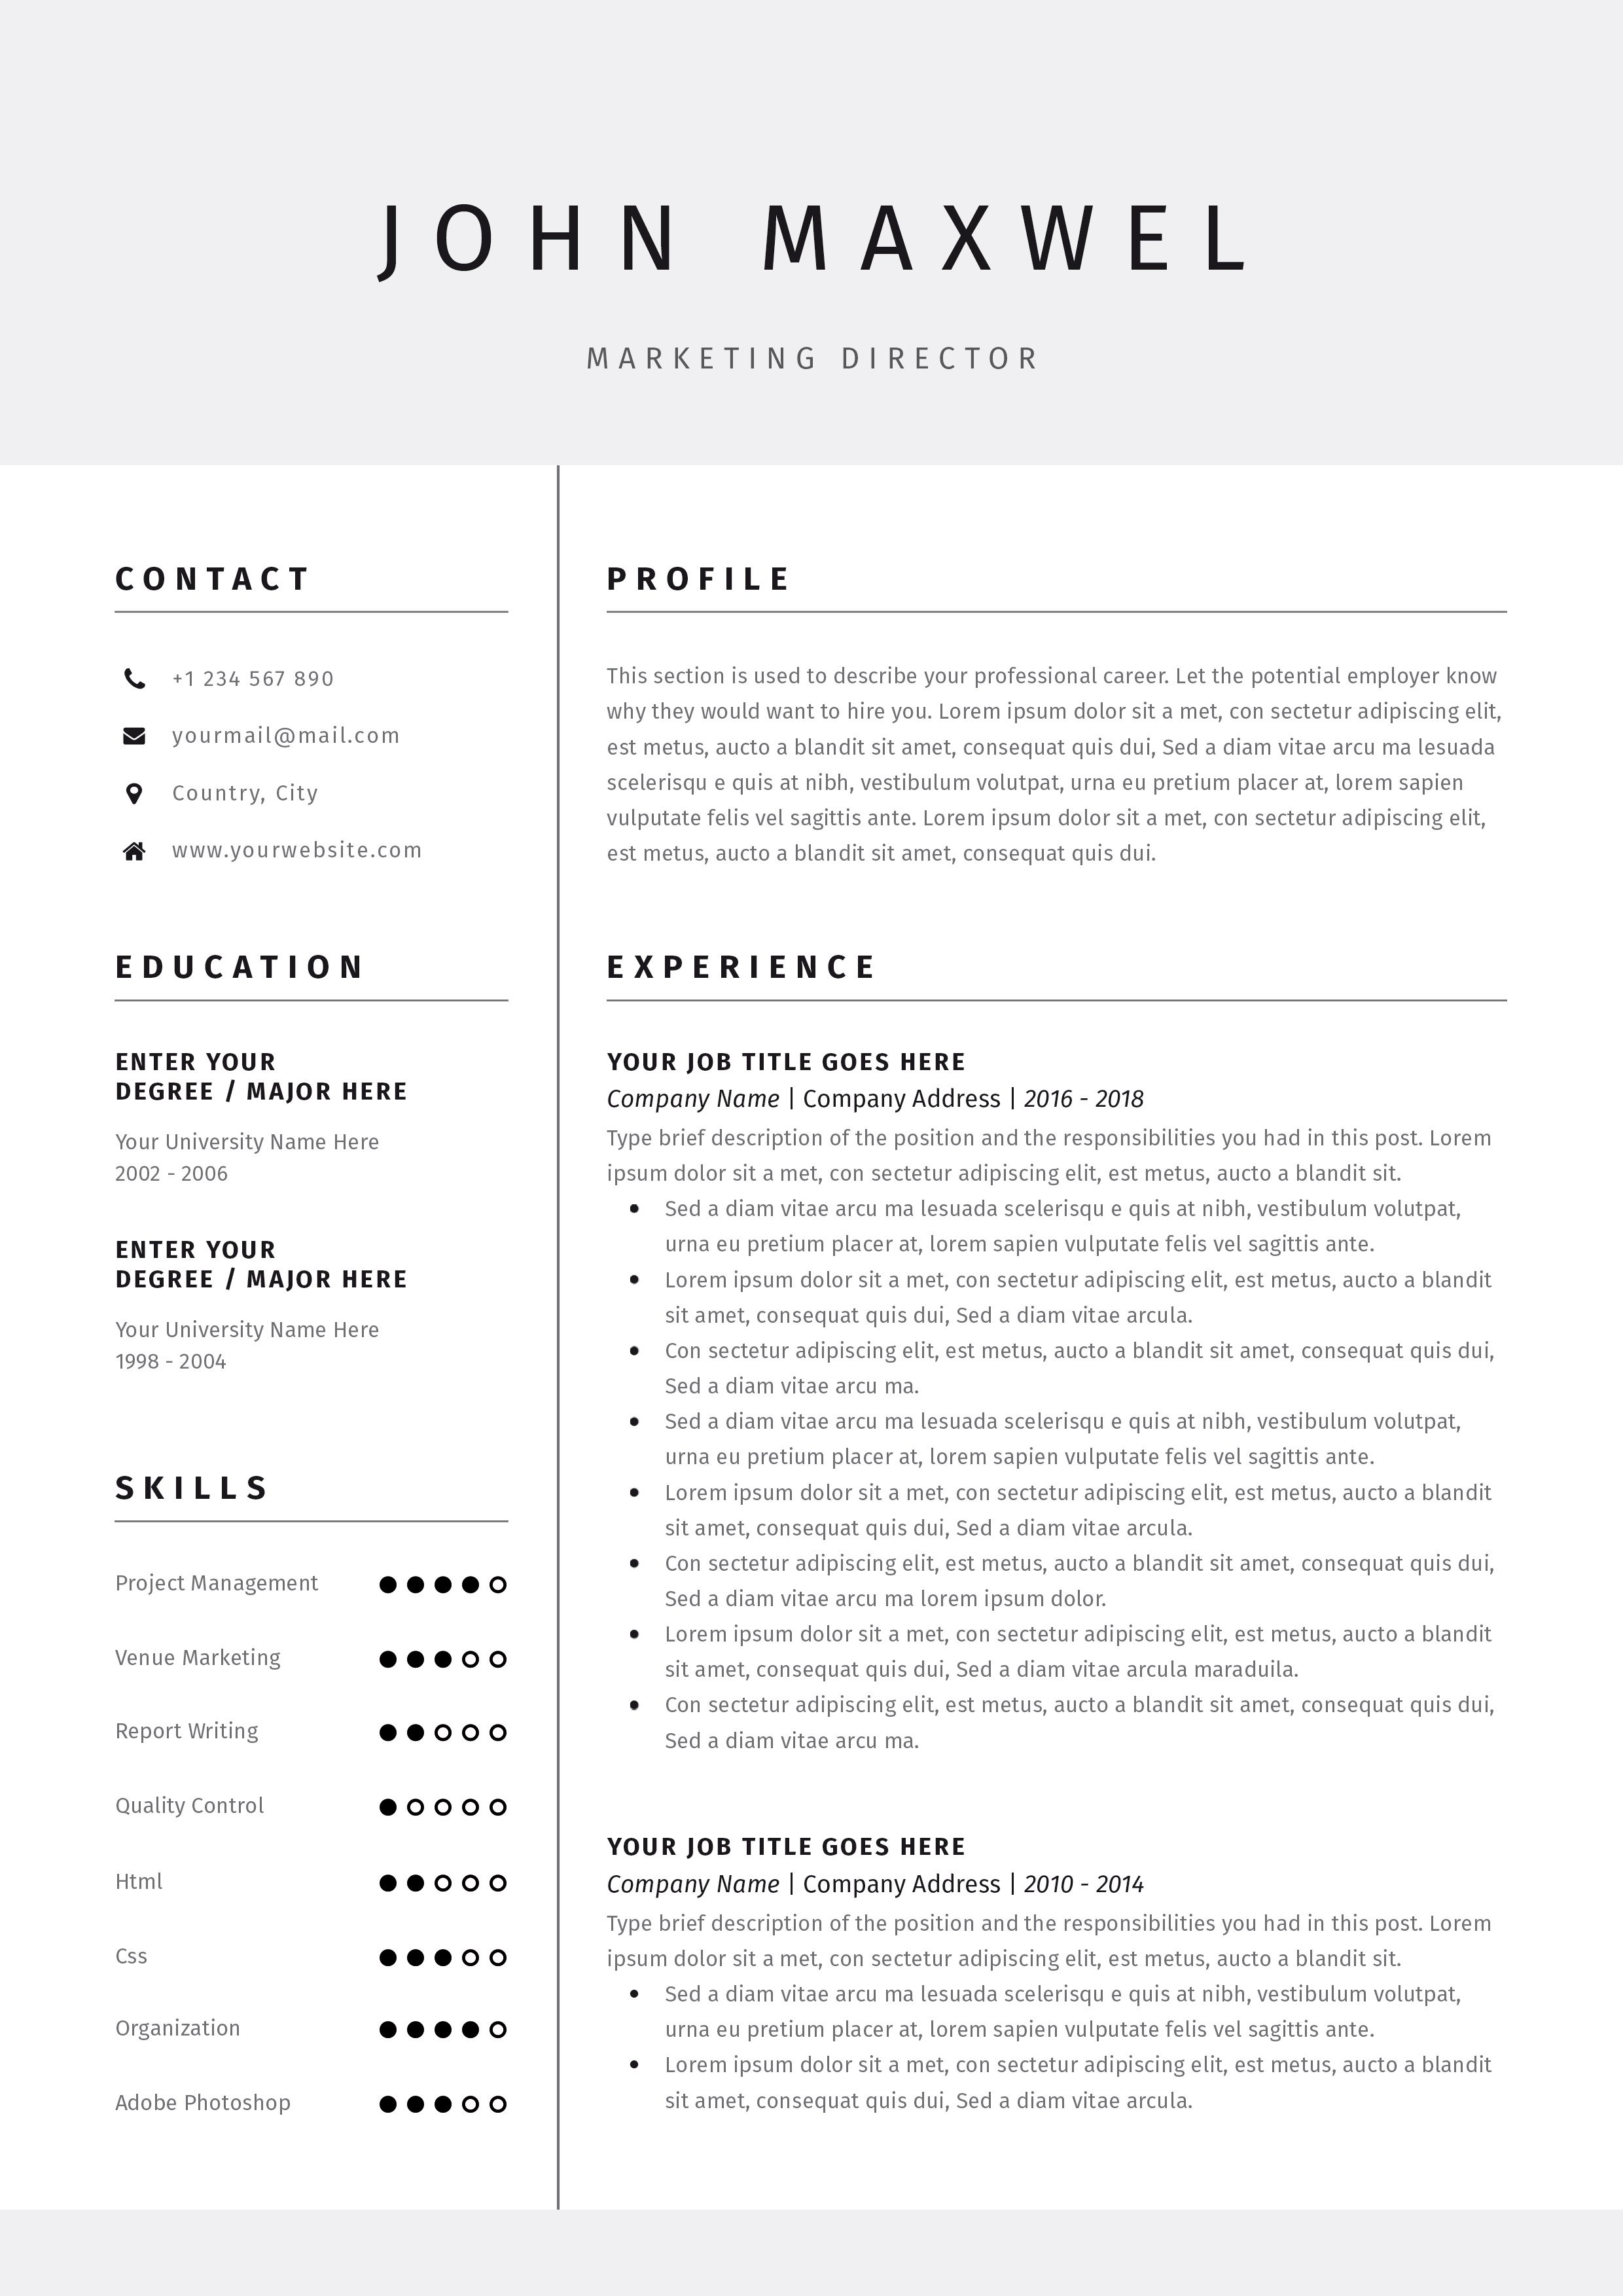 JOHN MAXWEL
MARKETING DIRECTOR
CONTACT
+1 234 567 890
yourmail@mail.com
Country, City
www.yourwebsite.com
EDUCATION
ENTER YOUR
DEGREE / MAJOR HERE
Your University Name Here
2002 - 2006
ENTER YOUR
DEGREE / MAJOR HERE
Your University Name Here
1998 - 2004
SKILLS
Project Management
Venue Marketing
Report Writing
Quality Control
Html
Css
Organization
Adobe Photoshop
PROFILE
This section is used to describe your professional career. Let the potential employer know
why they would want to hire you. Lorem ipsum dolor sit a met, con sectetur adipiscing elit,
est metus, aucto a blandit sit amet, consequat quis dui, Sed a diam vitae arcu ma lesuada
scelerisqu e quis at nibh, vestibulum volutpat, urna eu pretium placer at, lorem sapien
vulputate felis vel sagittis ante. Lorem ipsum dolor sit a met, con sectetur adipiscing elit,
est metus, aucto a blandit sit amet, consequat quis dui.
EXPERIENCE
YOUR JOB TITLE GOES HERE
Company Name | Company Address | 2016 - 2018
Type brief description of the position and the responsibilities you had in this post. Lorem
ipsum dolor sit a met, con sectetur adipiscing elit, est metus, aucto a blandit sit.
• Sed a diam vitae arcu ma lesuada scelerisqu e quis at nibh, vestibulum volutpat,
urna eu pretium placer at, lorem sapien vulputate felis vel sagittis ante.
• Lorem ipsum dolor sit a met, con sectetur adipiscing elit, est metus, aucto a blandit
sit amet, consequat quis dui, Sed a diam vitae arcula.
• Con sectetur adipiscing elit, est metus, aucto a blandit sit amet, consequat quis dui,
Sed a diam vitae arcu ma.
• Sed a diam vitae arcu ma lesuada scelerisqu e quis at nibh, vestibulum volutpat,
urna eu pretium placer at, lorem sapien vulputate felis vel sagittis ante.
• Lorem ipsum dolor sit a met, con sectetur adipiscing elit, est metus, aucto a blandit
sit amet, consequat quis dui, Sed a diam vitae arcula.
• Con sectetur adipiscing elit, est metus, aucto a blandit sit amet, consequat quis dui,
Sed a diam vitae arcu ma lorem ipsum dolor.
• Lorem ipsum dolor sit a met, con sectetur adipiscing elit, est metus, aucto a blandit
sit amet, consequat quis dui, Sed a diam vitae arcula maraduila.
• Con sectetur adipiscing elit, est metus, aucto a blandit sit amet, consequat quis dui,
Sed a diam vitae arcu ma.
YOUR JOB TITLE GOES HERE
Company Name | Company Address | 2010 - 2014
Type brief description of the position and the responsibilities you had in this post. Lorem
ipsum dolor sit a met, con sectetur adipiscing elit, est metus, aucto a blandit sit.
• Sed a diam vitae arcu ma lesuada scelerisqu e quis at nibh, vestibulum volutpat,
urna eu pretium placer at, lorem sapien vulputate felis vel sagittis ante.
• Lorem ipsum dolor sit a met, con sectetur adipiscing elit, est metus, aucto a blandit
sit amet, consequat quis dui, Sed a diam vitae arcula.